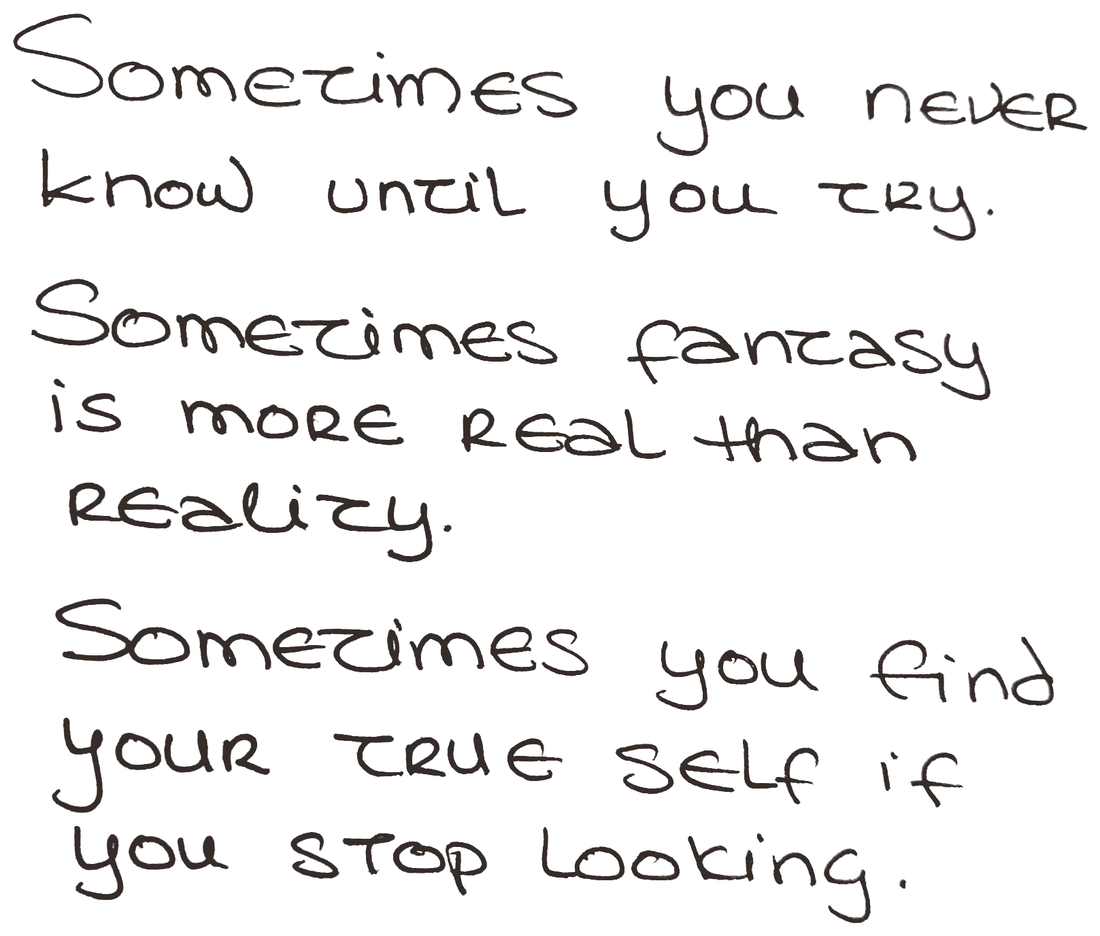 Sometimes you never
know until you try.
Sometimes fantasy
is more real than
reality.
Sometimes you find
your true self if
you stop looking.